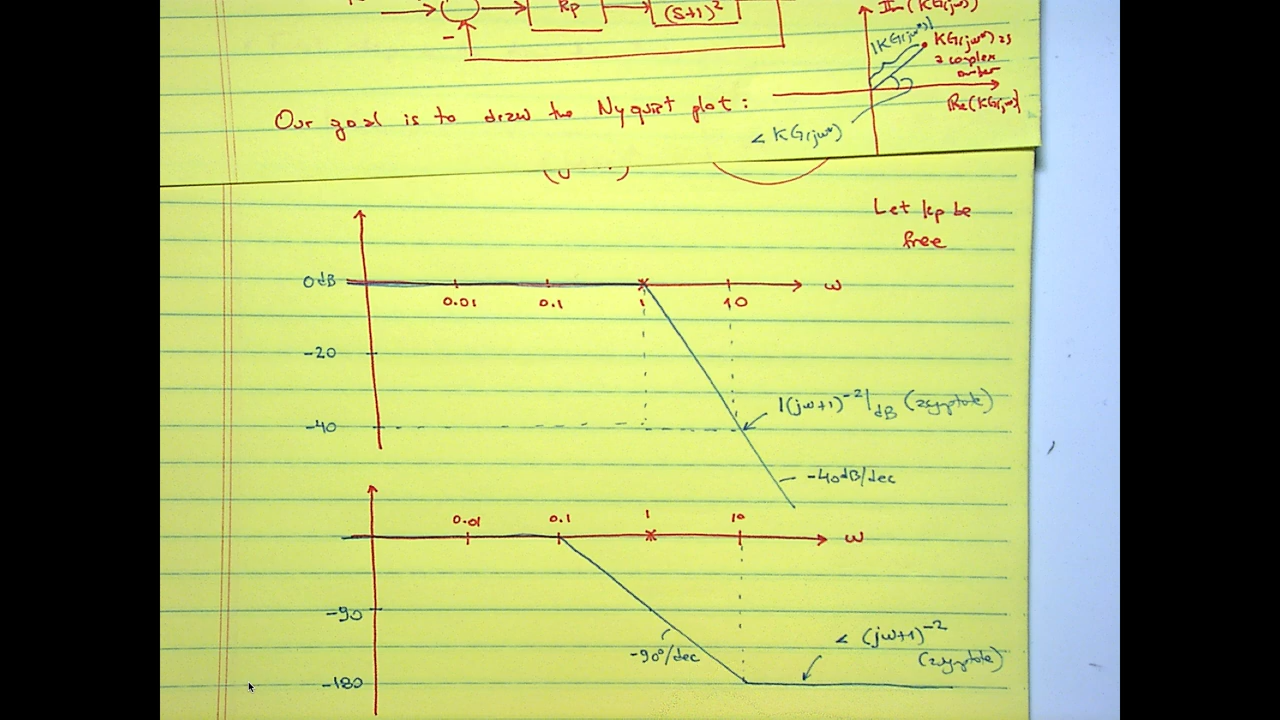 Kp
(s+1)²
-
Im(KG(jω))
|KG(jω*)|
KG(jω*) is
a complex
number
Re(KG(jω))
∠KG(jω*)
Our goal is to draw the Nyquist plot:
Let kp be
free
0dB
0.01
0.1
1
10
ω
-20
-40
|(jω+1)⁻²|dB (asymptote)
-40dB/dec
0.01
0.1
1
10
ω
-90
-90°/dec
∠ (jω+1)⁻²
(asymptote)
-180